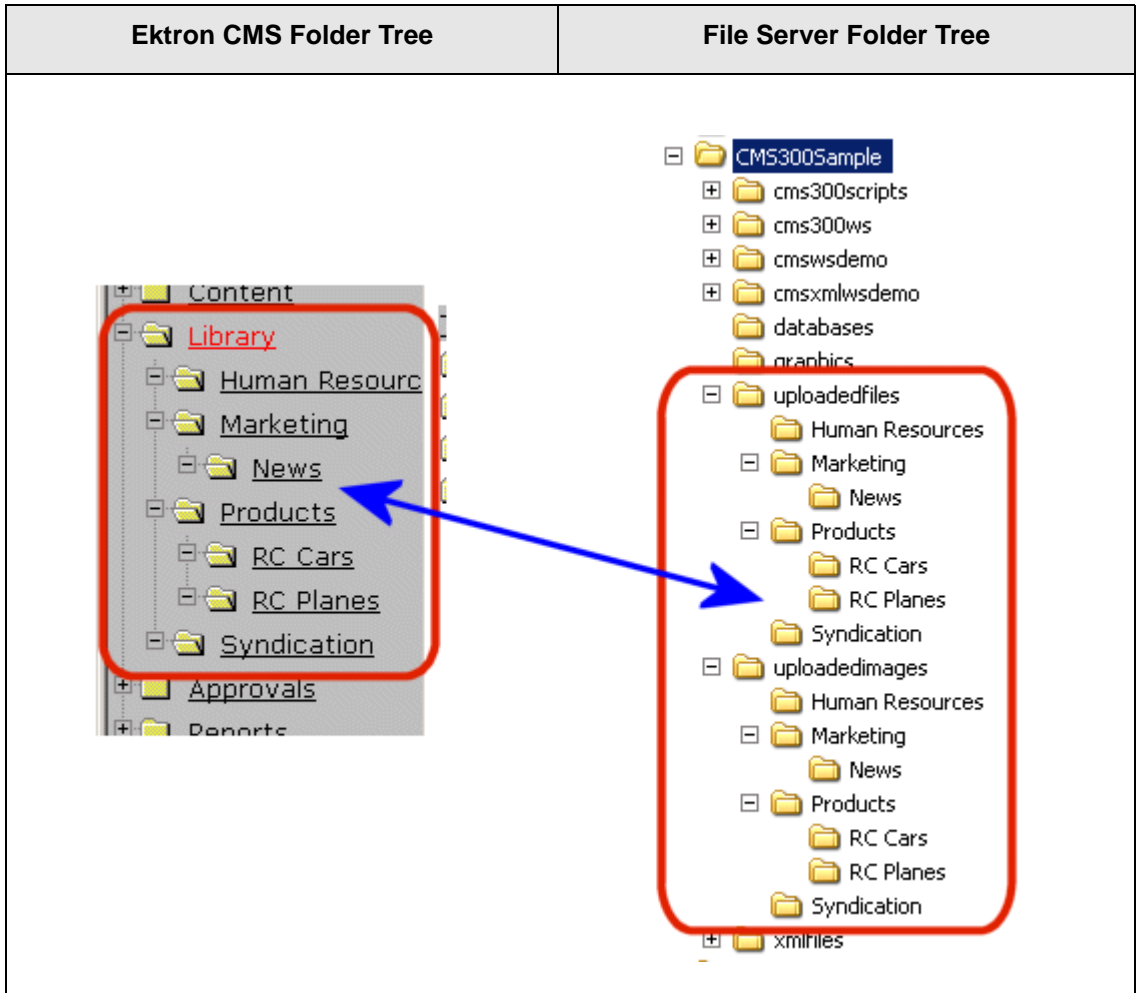 Ektron CMS Folder Tree
File Server Folder Tree
Content
Library
Human Resourc
Marketing
News
Products
RC Cars
RC Planes
Syndication
Approvals
Reports
CMS300Sample
cms300scripts
cms300ws
cmswsdemo
cmsxmlwsdemo
databases
graphics
uploadedfiles
Human Resources
Marketing
News
Products
RC Cars
RC Planes
Syndication
uploadedimages
Human Resources
Marketing
News
Products
RC Cars
RC Planes
Syndication
xmlfiles